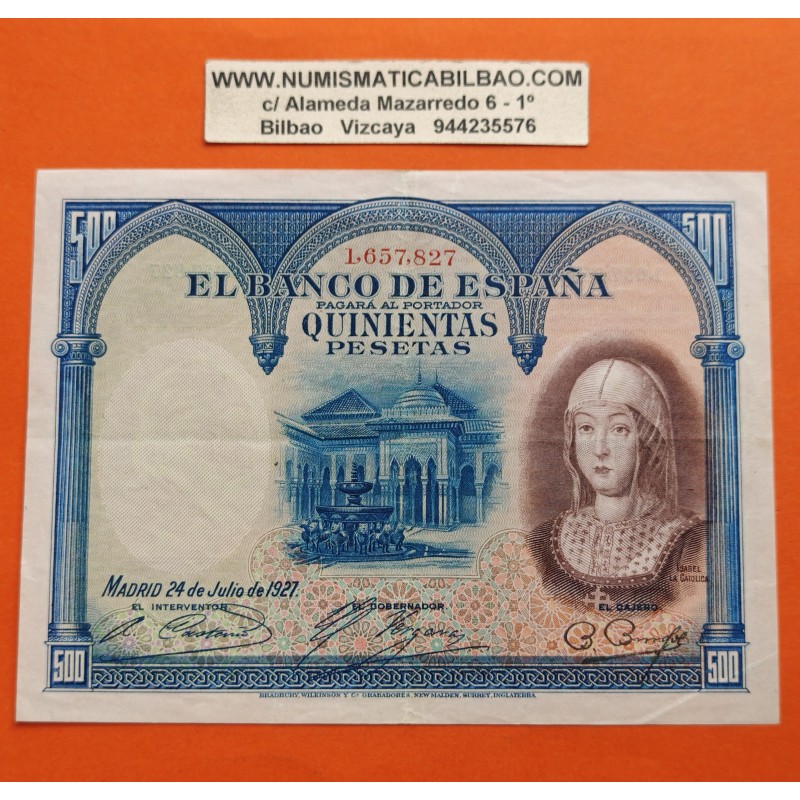 WWW.NUMISMATICABILBAO.COM
c/ Alameda Mazarredo 6 - 1º
Bilbao Vizcaya 944235576
500 500
1,657,827
EL BANCO DE ESPAÑA
PAGARÁ AL PORTADOR
QUINIENTAS
PESETAS
ISABEL
LA CATOLICA
MADRID 24 de Julio de 1927.
EL INTERVENTOR EL GOBERNADOR EL CAJERO
500 500
BRADBURY, WILKINSON Y Cª GRABADORES, NEW MALDEN, SURREY, INGLATERRA.